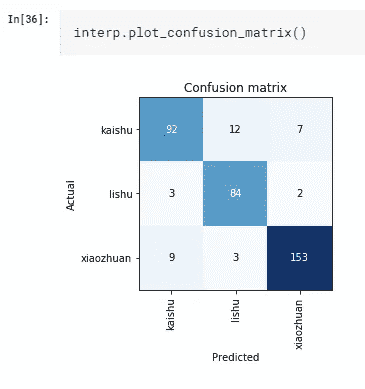 In[36]:
interp.plot_confusion_matrix()
Confusion matrix
kaishu 92 12 7
lishu 3 84 2
xiaozhuan 9 3 153
Actual
kaishu lishu xiaozhuan
Predicted